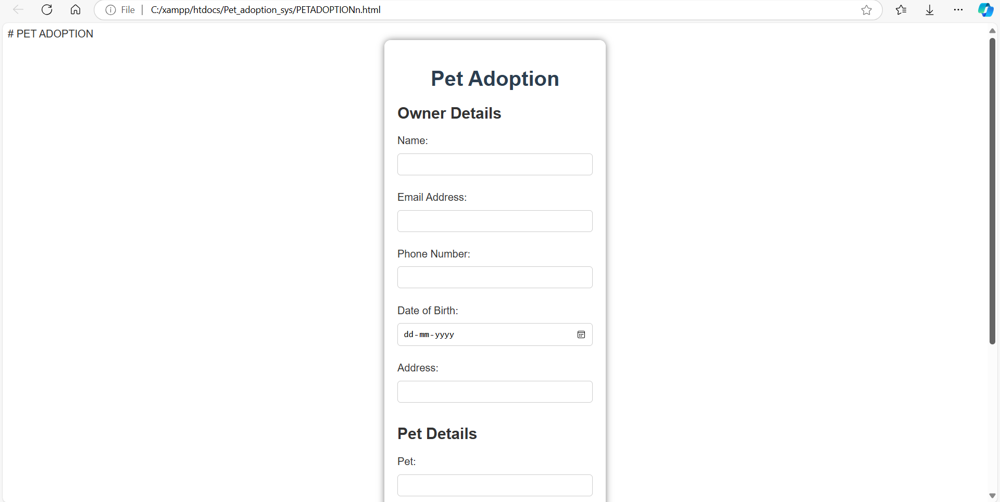 File | C:/xampp/htdocs/Pet_adoption_sys/PETADOPTIONn.html
# PET ADOPTION
Pet Adoption
Owner Details
Name:
Email Address:
Phone Number:
Date of Birth:
dd-mm-yyyy
Address:
Pet Details
Pet: